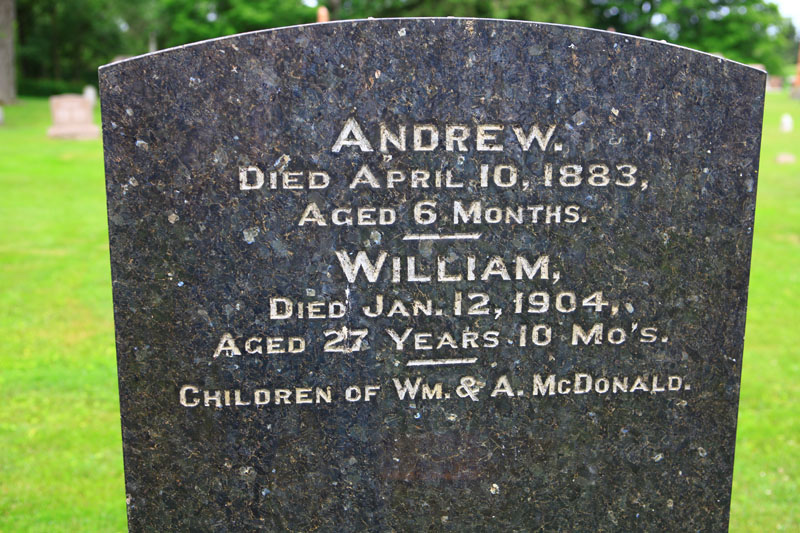 ANDREW.
DIED APRIL 10, 1883,
AGED 6 MONTHS.
WILLIAM,
DIED JAN. 12, 1904,
AGED 27 YEARS 10 MO'S.
CHILDREN OF WM. & A. MCDONALD.